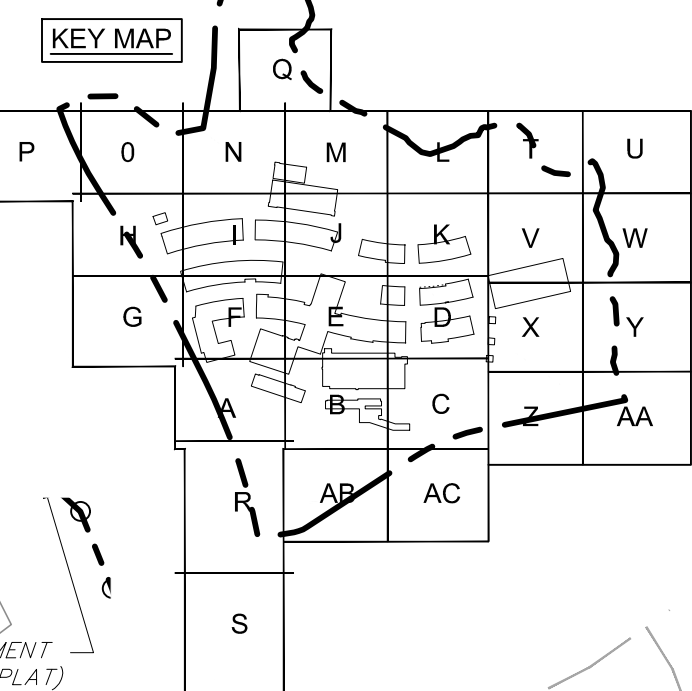 KEY MAP
Q
P 0 N M L T U
H I J K V W
G F E D X Y
A B C Z AA
R AB AC
S
MENT
PLAT)